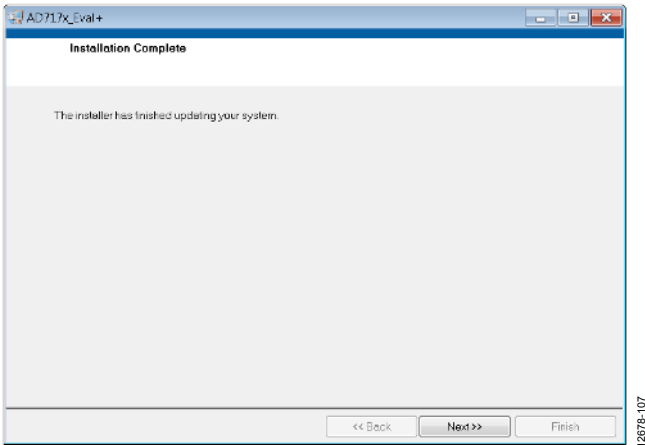 AD717x_Eval+
Installation Complete
The installer has finished updating your system.
<< Back
Next >>
Finish
12678-107